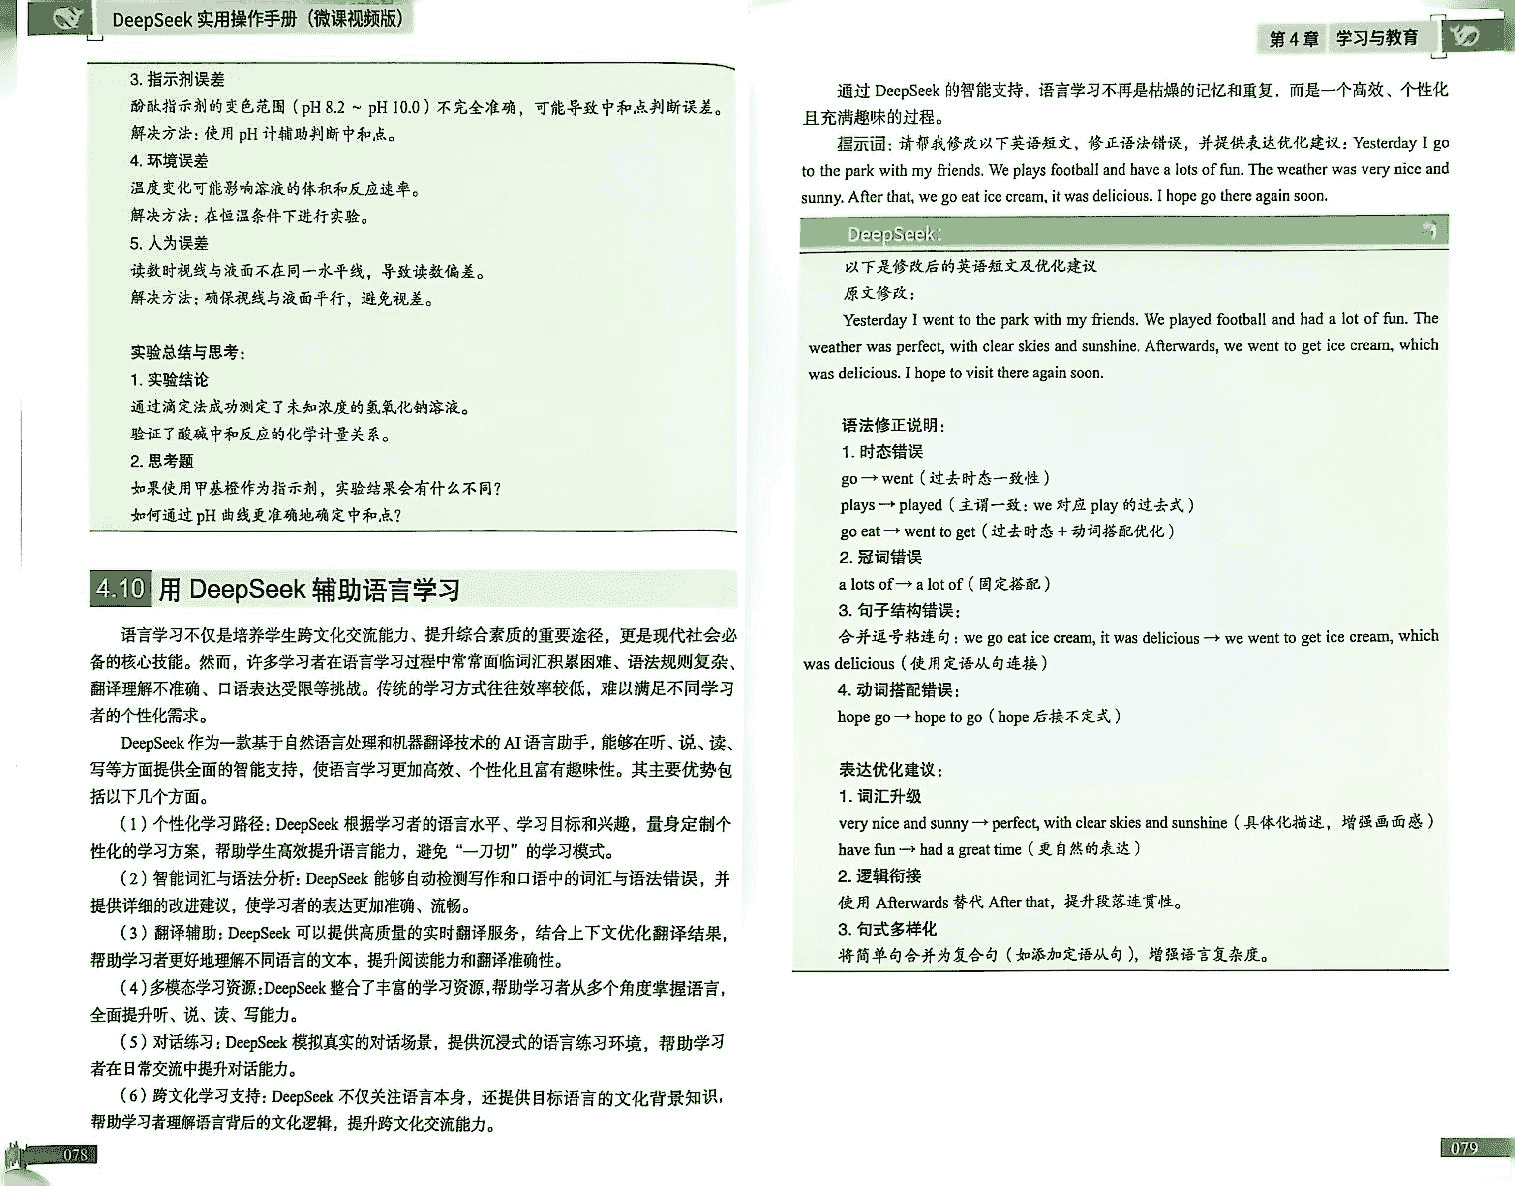 DeepSeek 实用操作手册（微课视频版）
3. 指示剂误差
酚酞指示剂的变色范围（pH 8.2 ~ pH 10.0）不完全准确，可能导致中和点判断误差。
解决方法：使用 pH 计辅助判断中和点。
4. 环境误差
温度变化可能影响溶液的体积和反应速率。
解决方法：在恒温条件下进行实验。
5. 人为误差
读数时视线与液面不在同一水平线，导致读数偏差。
解决方法：确保视线与液面平行，避免视差。
实验总结与思考：
1. 实验结论
通过滴定法成功测定了未知浓度的氢氧化钠溶液。
验证了酸碱中和反应的化学计量关系。
2. 思考题
如果使用甲基橙作为指示剂，实验结果会有什么不同？
如何通过 pH 曲线更准确地确定中和点？
4.10 用 DeepSeek 辅助语言学习
语言学习不仅是培养学生跨文化交流能力、提升综合素质的重要途径，更是现代社会必
备的核心技能。然而，许多学习者在语言学习过程中常常面临词汇积累困难、语法规则复杂、
翻译理解不准确、口语表达受限等挑战。传统的学习方式往往效率较低，难以满足不同学习
者的个性化需求。
DeepSeek 作为一款基于自然语言处理和机器翻译技术的 AI 语言助手，能够在听、说、读、
写等方面提供全面的智能支持，使语言学习更加高效、个性化且富有趣味性。其主要优势包
括以下几个方面。
（1）个性化学习路径：DeepSeek 根据学习者的语言水平、学习目标和兴趣，量身定制个
性化的学习方案，帮助学生高效提升语言能力，避免“一刀切”的学习模式。
（2）智能词汇与语法分析：DeepSeek 能够自动检测写作和口语中的词汇与语法错误，并
提供详细的改进建议，使学习者的表达更加准确、流畅。
（3）翻译辅助：DeepSeek 可以提供高质量的实时翻译服务，结合上下文优化翻译结果，
帮助学习者更好地理解不同语言的文本，提升阅读能力和翻译准确性。
（4）多模态学习资源：DeepSeek 整合了丰富的学习资源，帮助学习者从多个角度掌握语言，
全面提升听、说、读、写能力。
（5）对话练习：DeepSeek 模拟真实的对话场景，提供沉浸式的语言练习环境，帮助学习
者在日常交流中提升对话能力。
（6）跨文化学习支持：DeepSeek 不仅关注语言本身，还提供目标语言的文化背景知识，
帮助学习者理解语言背后的文化逻辑，提升跨文化交流能力。
078
第 4 章 学习与教育
通过 DeepSeek 的智能支持，语言学习不再是枯燥的记忆和重复，而是一个高效、个性化
且充满趣味的过程。
提示词：请帮我修改以下英语短文，修正语法错误，并提供表达优化建议：Yesterday I go
to the park with my friends. We plays football and have a lots of fun. The weather was very nice and
sunny. After that, we go eat ice cream, it was delicious. I hope go there again soon.
DeepSeek:
以下是修改后的英语短文及优化建议
原文修改：
Yesterday I went to the park with my friends. We played football and had a lot of fun. The
weather was perfect, with clear skies and sunshine. Afterwards, we went to get ice cream, which
was delicious. I hope to visit there again soon.
语法修正说明：
1. 时态错误
go → went（过去时态一致性）
plays → played（主谓一致：we 对应 play 的过去式）
go eat → went to get（过去时态 + 动词搭配优化）
2. 冠词错误
a lots of → a lot of（固定搭配）
3. 句子结构错误：
合并逗号粘连句：we go eat ice cream, it was delicious → we went to get ice cream, which
was delicious（使用定语从句连接）
4. 动词搭配错误：
hope go → hope to go（hope 后接不定式）
表达优化建议：
1. 词汇升级
very nice and sunny → perfect, with clear skies and sunshine（具体化描述，增强画面感）
have fun → had a great time（更自然的表达）
2. 逻辑衔接
使用 Afterwards 替代 After that，提升段落连贯性。
3. 句式多样化
将简单句合并为复合句（如添加定语从句），增强语言复杂度。
079